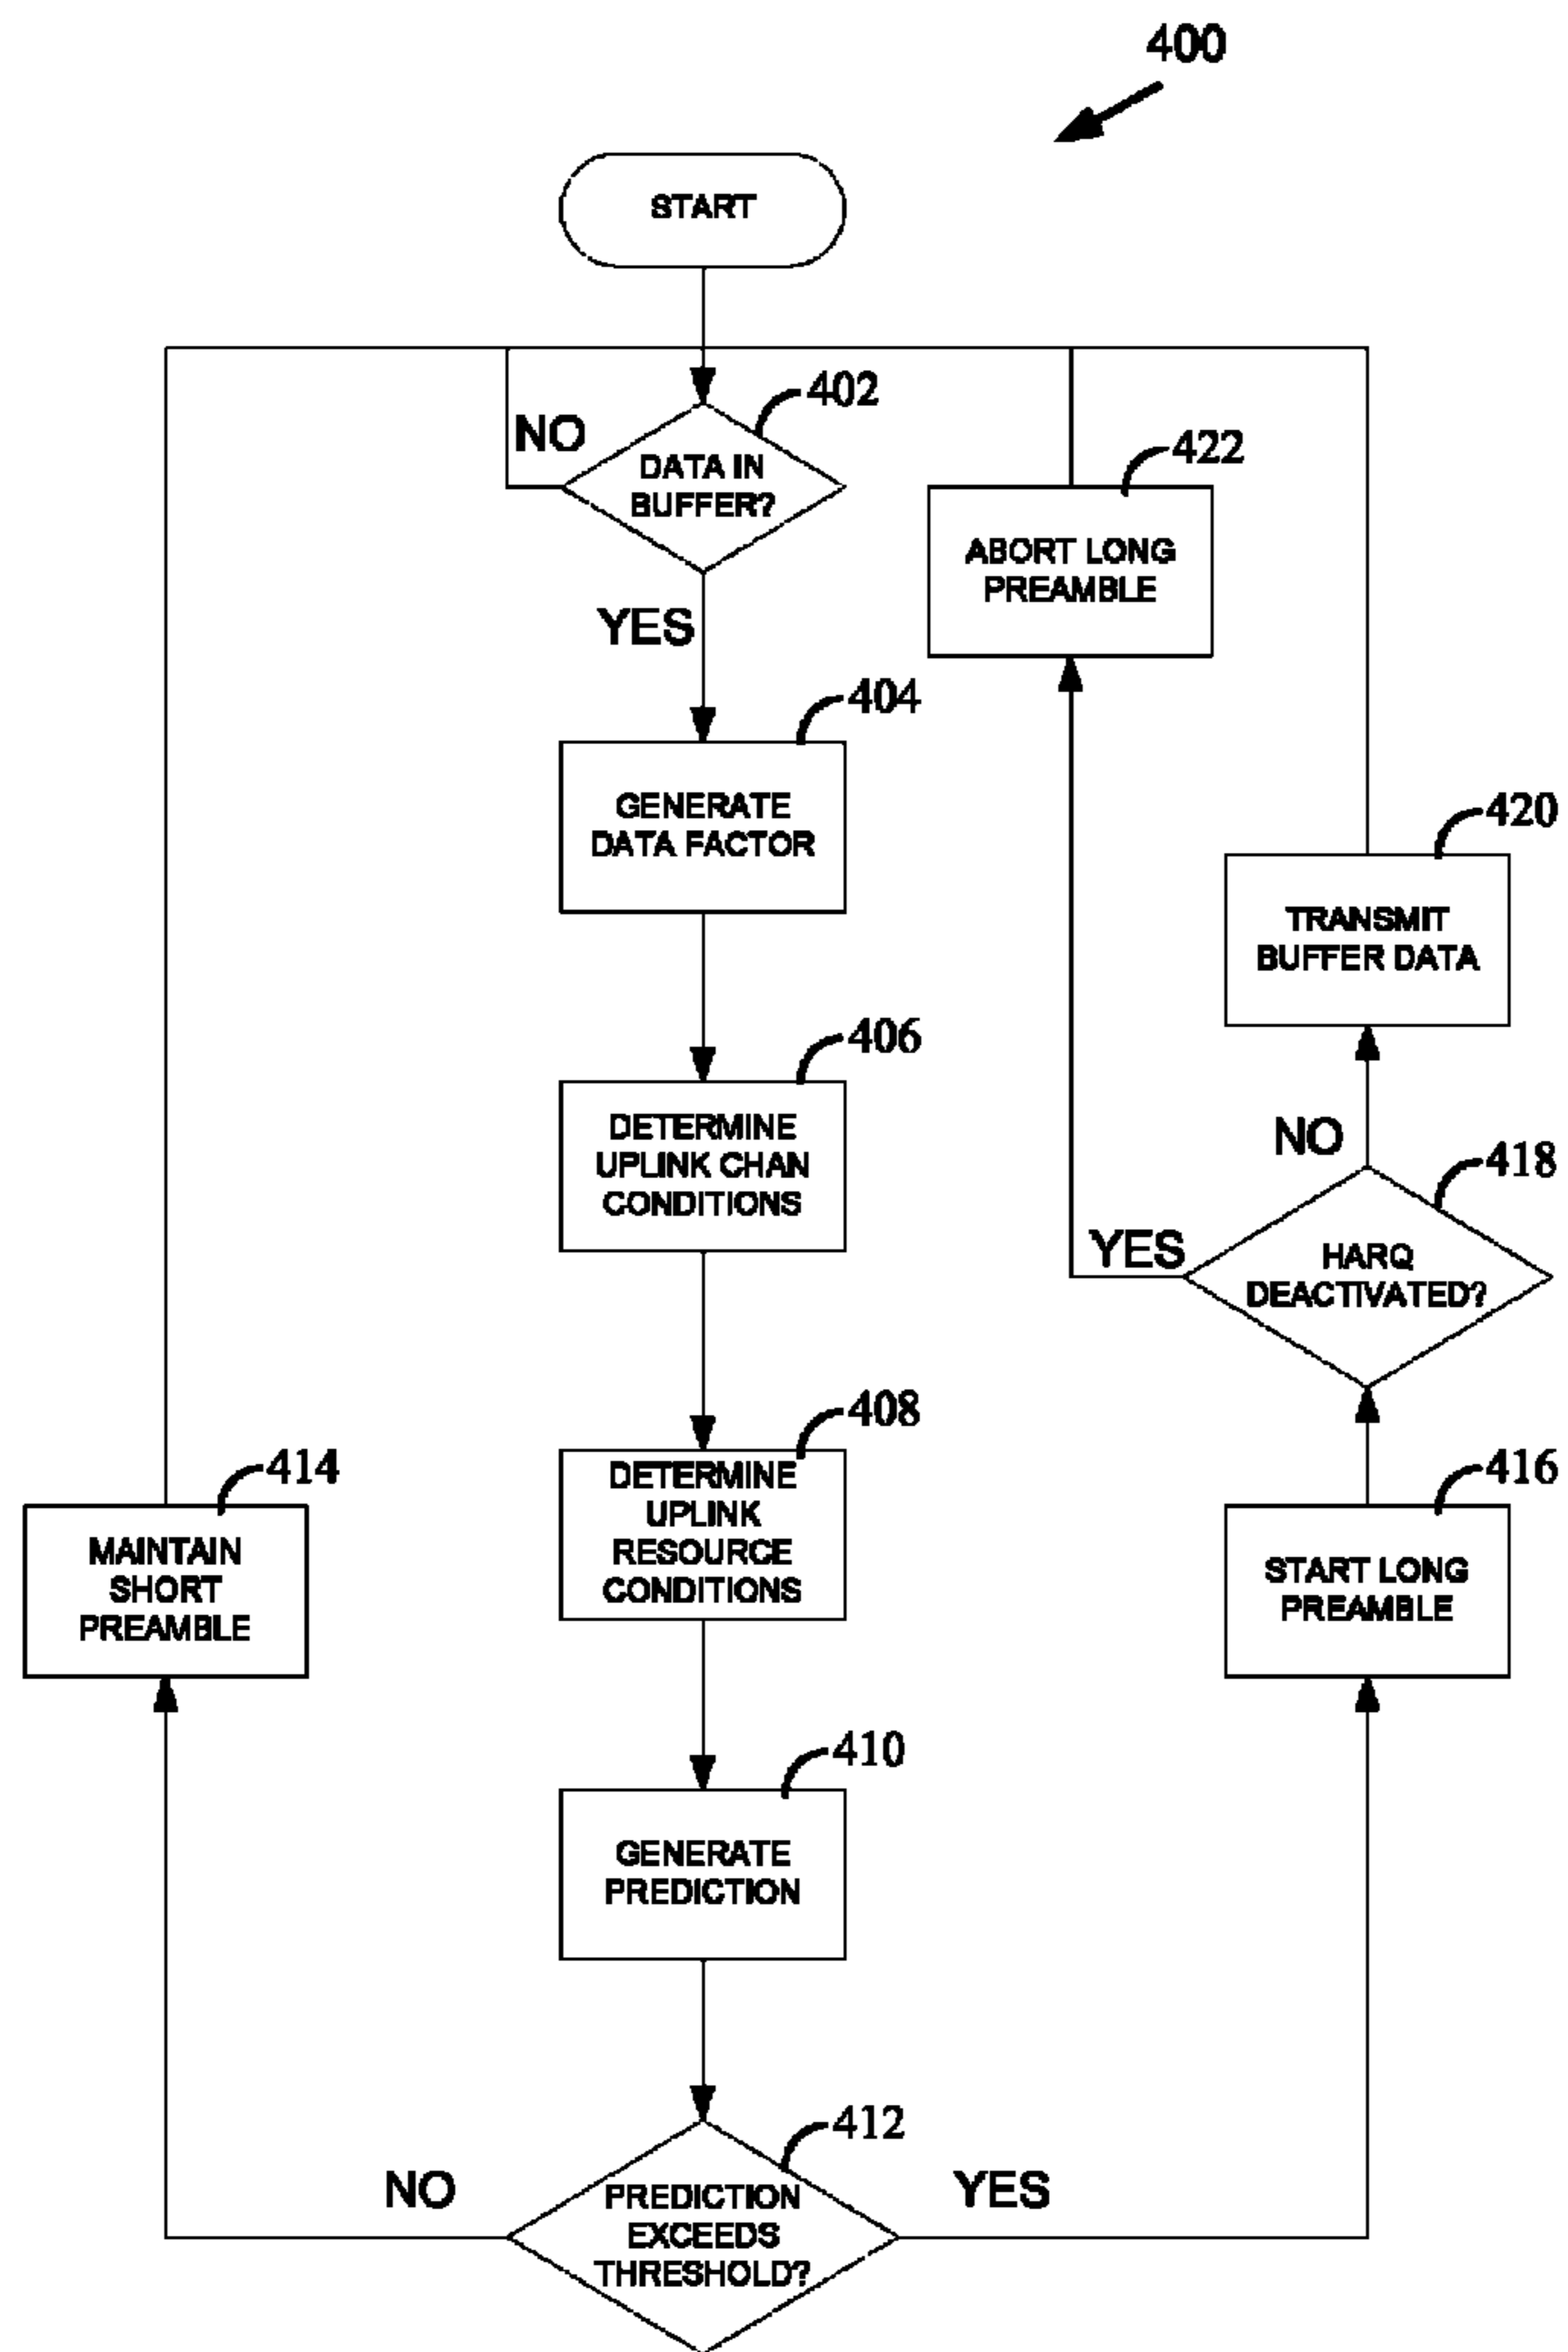 400
START
402
NO
DATA IN
BUFFER?
422
ABORT LONG
PREAMBLE
YES
404
GENERATE
DATA FACTOR
420
TRANSMIT
BUFFER DATA
406
DETERMINE
UPLINK CHAN
CONDITIONS
NO
418
YES
HARQ
DEACTIVATED?
408
DETERMINE
UPLINK
RESOURCE
CONDITIONS
414
MAINTAIN
SHORT
PREAMBLE
416
START LONG
PREAMBLE
410
GENERATE
PREDICTION
412
NO
PREDICTION
EXCEEDS
THRESHOLD?
YES